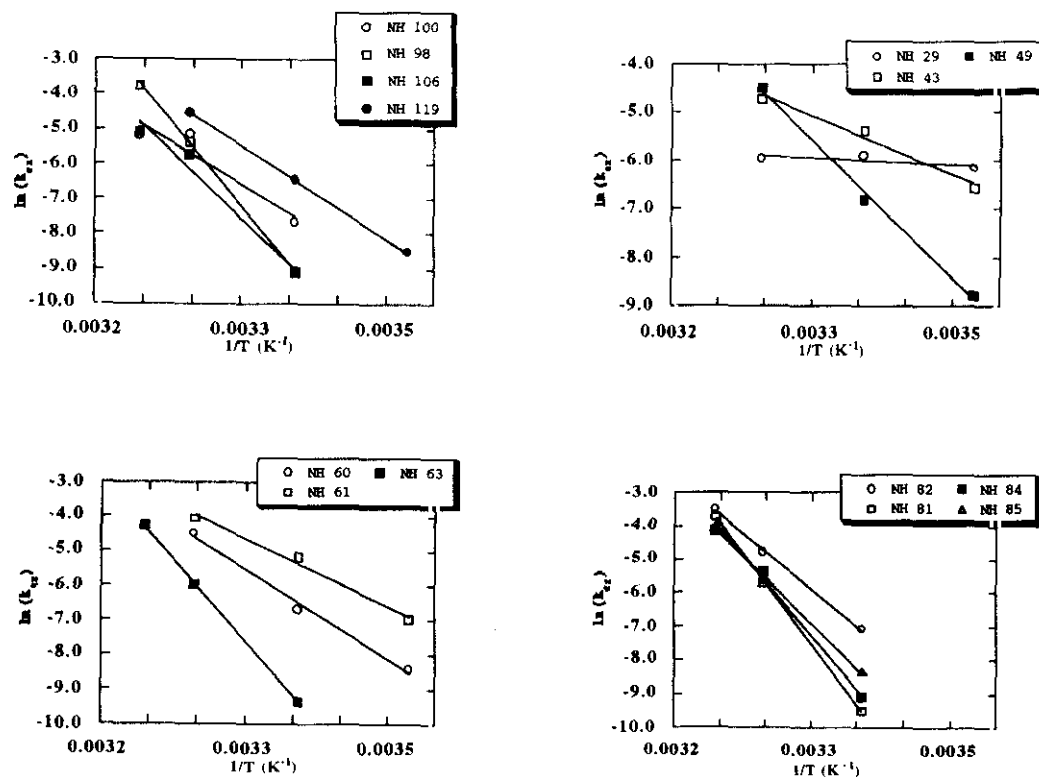 NH 100
NH 98
NH 106
NH 119
-3.0
-4.0
-5.0
-6.0
-7.0
-8.0
-9.0
-10.0
ln (kex)
0.0032 0.0033 0.0035
1/T (K-1)
NH 29 NH 49
NH 43
-4.0
-5.0
-6.0
-7.0
-8.0
-9.0
ln (kex)
0.0032 0.0033 0.0035
1/T (K-1)
NH 60 NH 63
NH 61
-3.0
-4.0
-5.0
-6.0
-7.0
-8.0
-9.0
-10.0
ln (kex)
0.0032 0.0033 0.0035
1/T (K-1)
NH 82 NH 84
NH 81 NH 85
-3.0
-4.0
-5.0
-6.0
-7.0
-8.0
-9.0
-10.0
ln (kex)
0.0032 0.0033 0.0035
1/T (K-1)